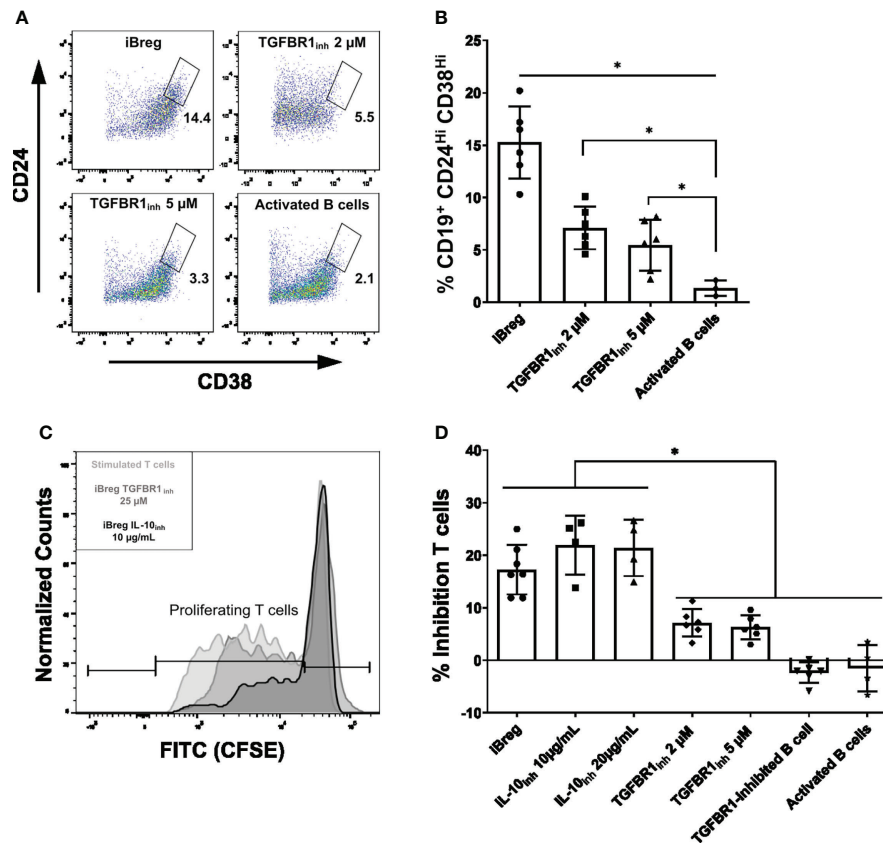 A
iBreg
TGFBR1inh 2 µM
14.4
5.5
TGFBR1inh 5 µM
Activated B cells
3.3
2.1
CD24
CD38
B
% CD19+ CD24Hi CD38Hi
25
20
15
10
5
0
*
*
*
iBreg
TGFBR1inh 2 µM
TGFBR1inh 5 µM
Activated B cells
C
Stimulated T cells
iBreg TGFBR1inh
25 µM
iBreg IL-10inh
10 µg/mL
Proliferating T cells
Normalized Counts
FITC (CFSE)
D
% Inhibition T cells
40
30
20
10
0
-10
*
iBreg
IL-10inh 10µg/mL
IL-10inh 20µg/mL
TGFBR1inh 2 µM
TGFBR1inh 5 µM
TGFBR1-Inhibited B cell
Activated B cells